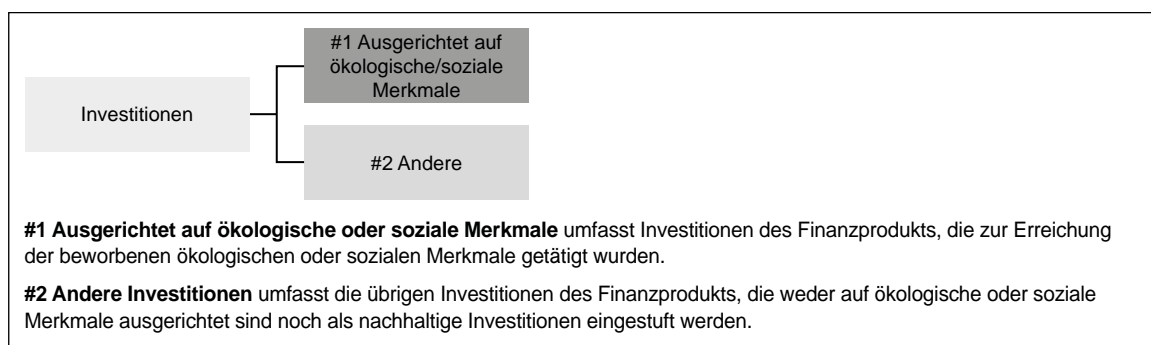 #1 Ausgerichtet auf
ökologische/soziale
Merkmale
Investitionen
#2 Andere
#1 Ausgerichtet auf ökologische oder soziale Merkmale umfasst Investitionen des Finanzprodukts, die zur Erreichung
der beworbenen ökologischen oder sozialen Merkmale getätigt wurden.
#2 Andere Investitionen umfasst die übrigen Investitionen des Finanzprodukts, die weder auf ökologische oder soziale
Merkmale ausgerichtet sind noch als nachhaltige Investitionen eingestuft werden.